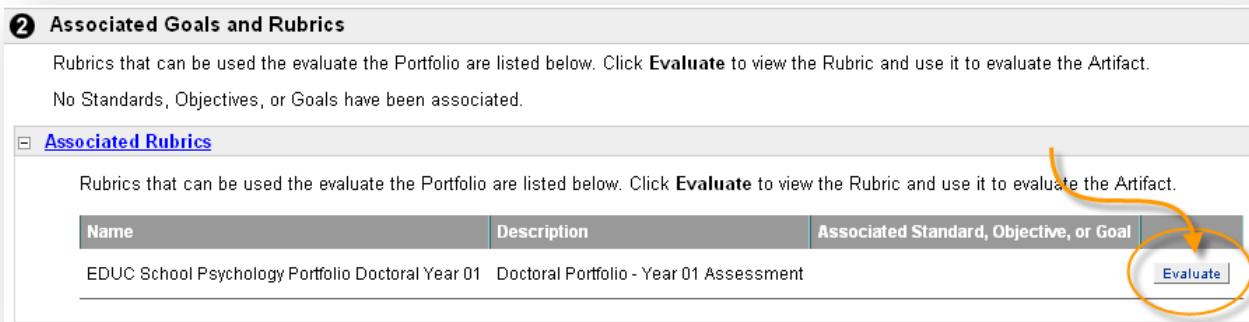 2 Associated Goals and Rubrics
Rubrics that can be used the evaluate the Portfolio are listed below. Click Evaluate to view the Rubric and use it to evaluate the Artifact.
No Standards, Objectives, or Goals have been associated.
Associated Rubrics
Rubrics that can be used the evaluate the Portfolio are listed below. Click Evaluate to view the Rubric and use it to evaluate the Artifact.
Name Description Associated Standard, Objective, or Goal
EDUC School Psychology Portfolio Doctoral Year 01 Doctoral Portfolio - Year 01 Assessment Evaluate